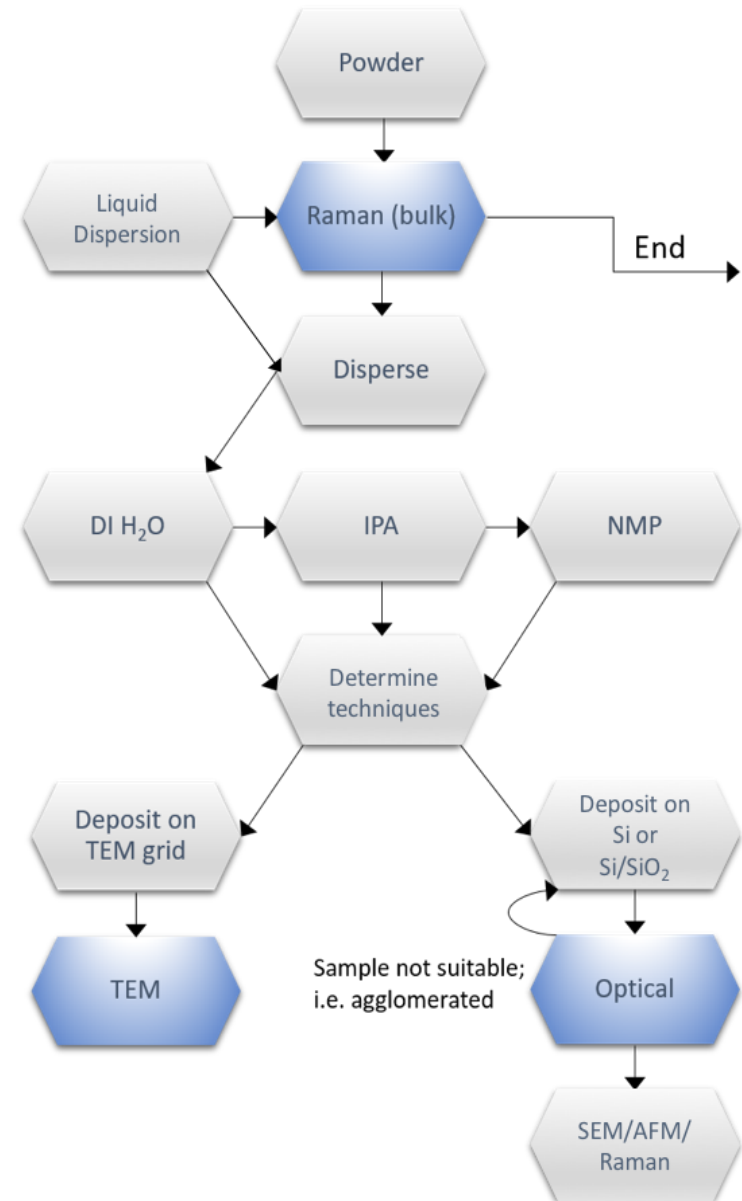 Powder
Liquid
Dispersion
Raman (bulk)
End
Disperse
DI H₂O
IPA
NMP
Determine
techniques
Deposit on
TEM grid
Deposit on
Si or
Si/SiO₂
TEM
Sample not suitable;
i.e. agglomerated
Optical
SEM/AFM/
Raman